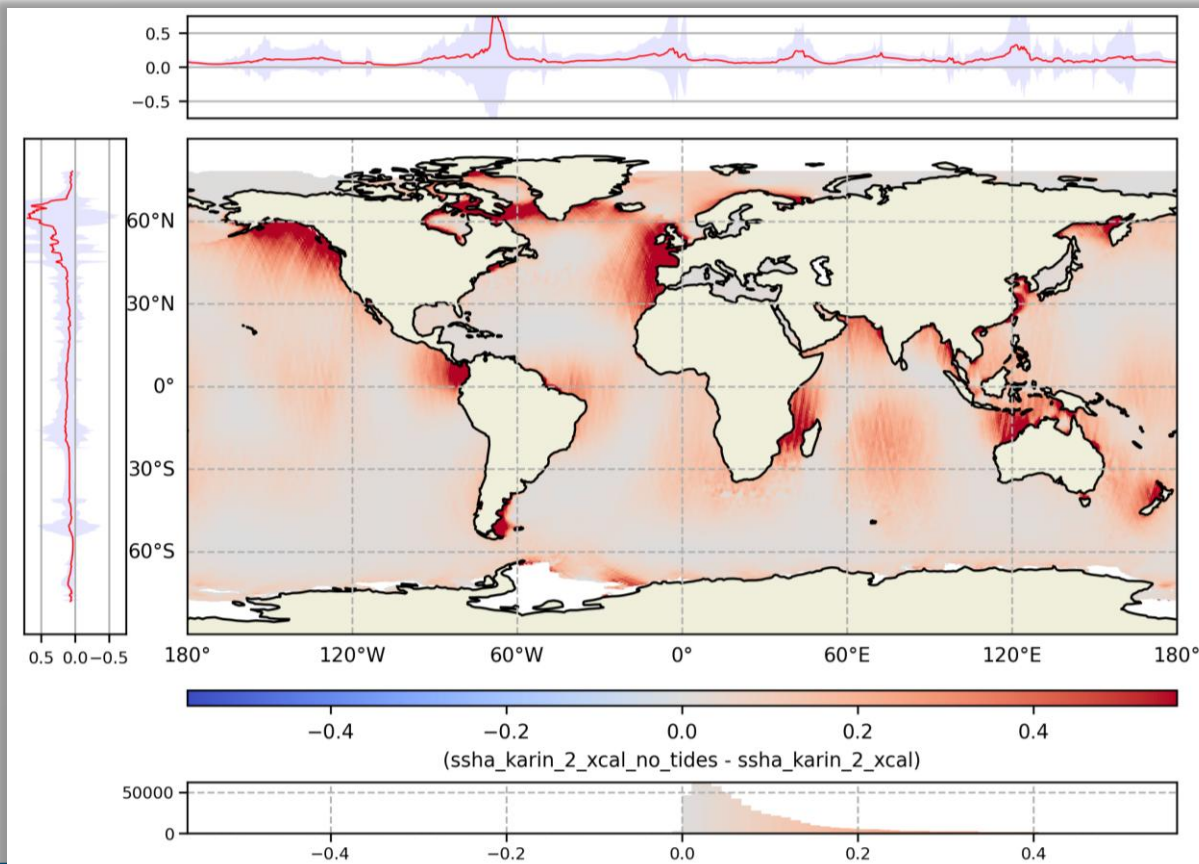 0.5
0.0
−0.5
60°N
30°N
0°
30°S
60°S
0.5 0.0 −0.5
180° 120°W 60°W 0° 60°E 120°E 180°
−0.4 −0.2 0.0 0.2 0.4
(ssha_karin_2_xcal_no_tides - ssha_karin_2_xcal)
50000
0
−0.4 −0.2 0.0 0.2 0.4